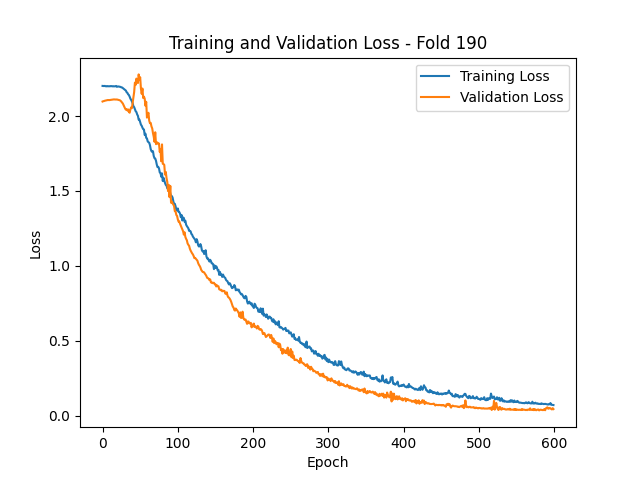 Training and Validation Loss - Fold 190
Training Loss
Validation Loss
2.0
1.5
1.0
0.5
0.0
Loss
0 100 200 300 400 500 600
Epoch